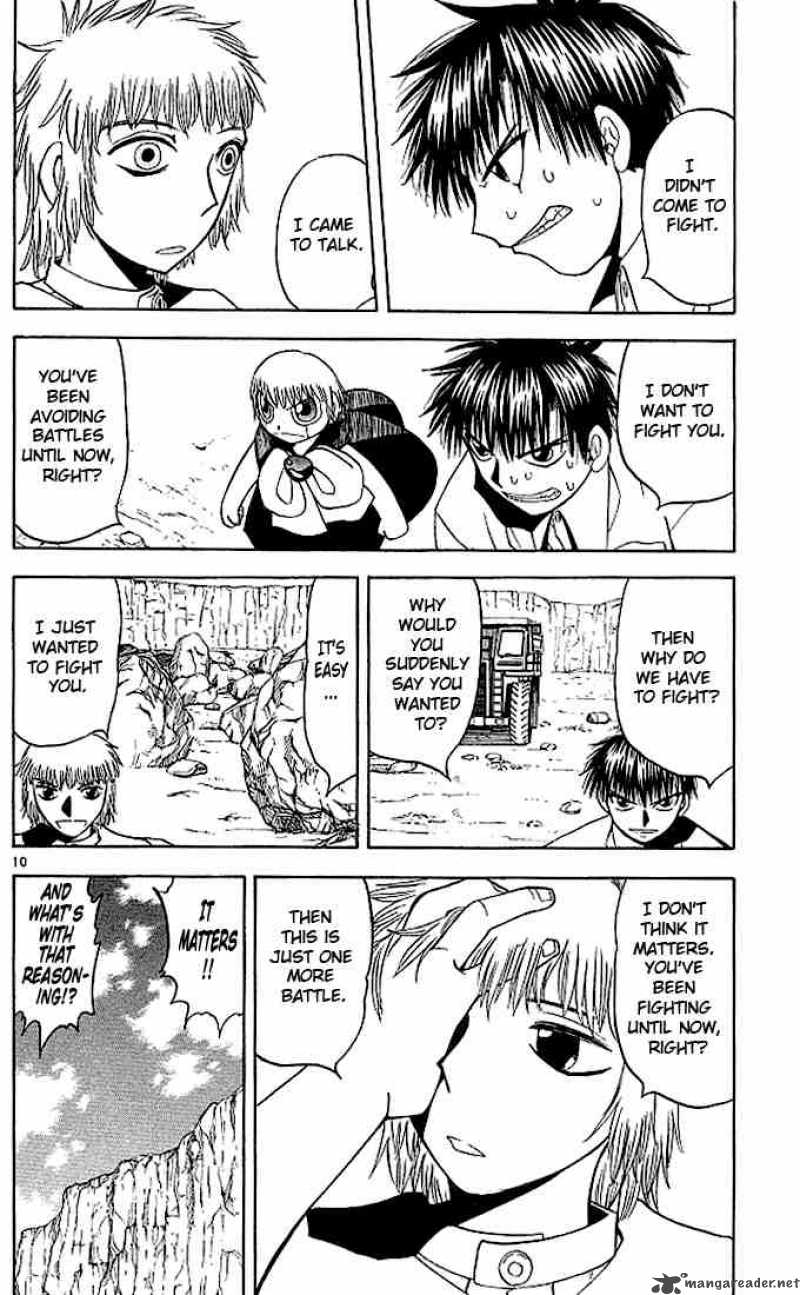 I
DIDN'T
COME TO
FIGHT.
I CAME
TO TALK.
I DON'T
WANT TO
FIGHT YOU.
YOU'VE
BEEN
AVOIDING
BATTLES
UNTIL NOW,
RIGHT?
THEN
WHY DO
WE HAVE
TO FIGHT?
WHY
WOULD
YOU
SUDDENLY
SAY YOU
WANTED
TO?
IT'S
EASY
...
I JUST
WANTED
TO FIGHT
YOU.
10
I DON'T
THINK IT
MATTERS.
YOU'VE
BEEN
FIGHTING
UNTIL NOW,
RIGHT?
THEN
THIS IS
JUST ONE
MORE
BATTLE.
IT
MATTERS
!!
AND
WHAT'S
WITH
THAT
REASON-
ING!?
mangareader.net